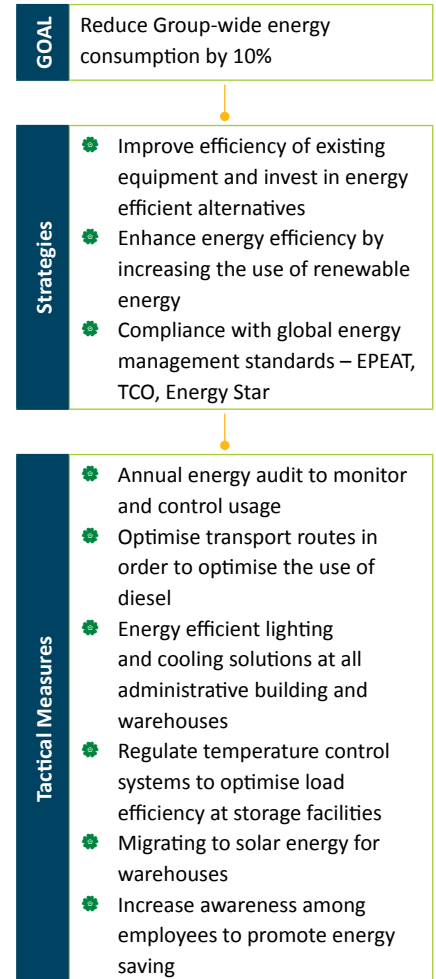 GOAL
Reduce Group-wide energy
consumption by 10%
Strategies
Improve efficiency of existing
equipment and invest in energy
efficient alternatives
Enhance energy efficiency by
increasing the use of renewable
energy
Compliance with global energy
management standards – EPEAT,
TCO, Energy Star
Tactical Measures
Annual energy audit to monitor
and control usage
Optimise transport routes in
order to optimise the use of
diesel
Energy efficient lighting
and cooling solutions at all
administrative building and
warehouses
Regulate temperature control
systems to optimise load
efficiency at storage facilities
Migrating to solar energy for
warehouses
Increase awareness among
employees to promote energy
saving